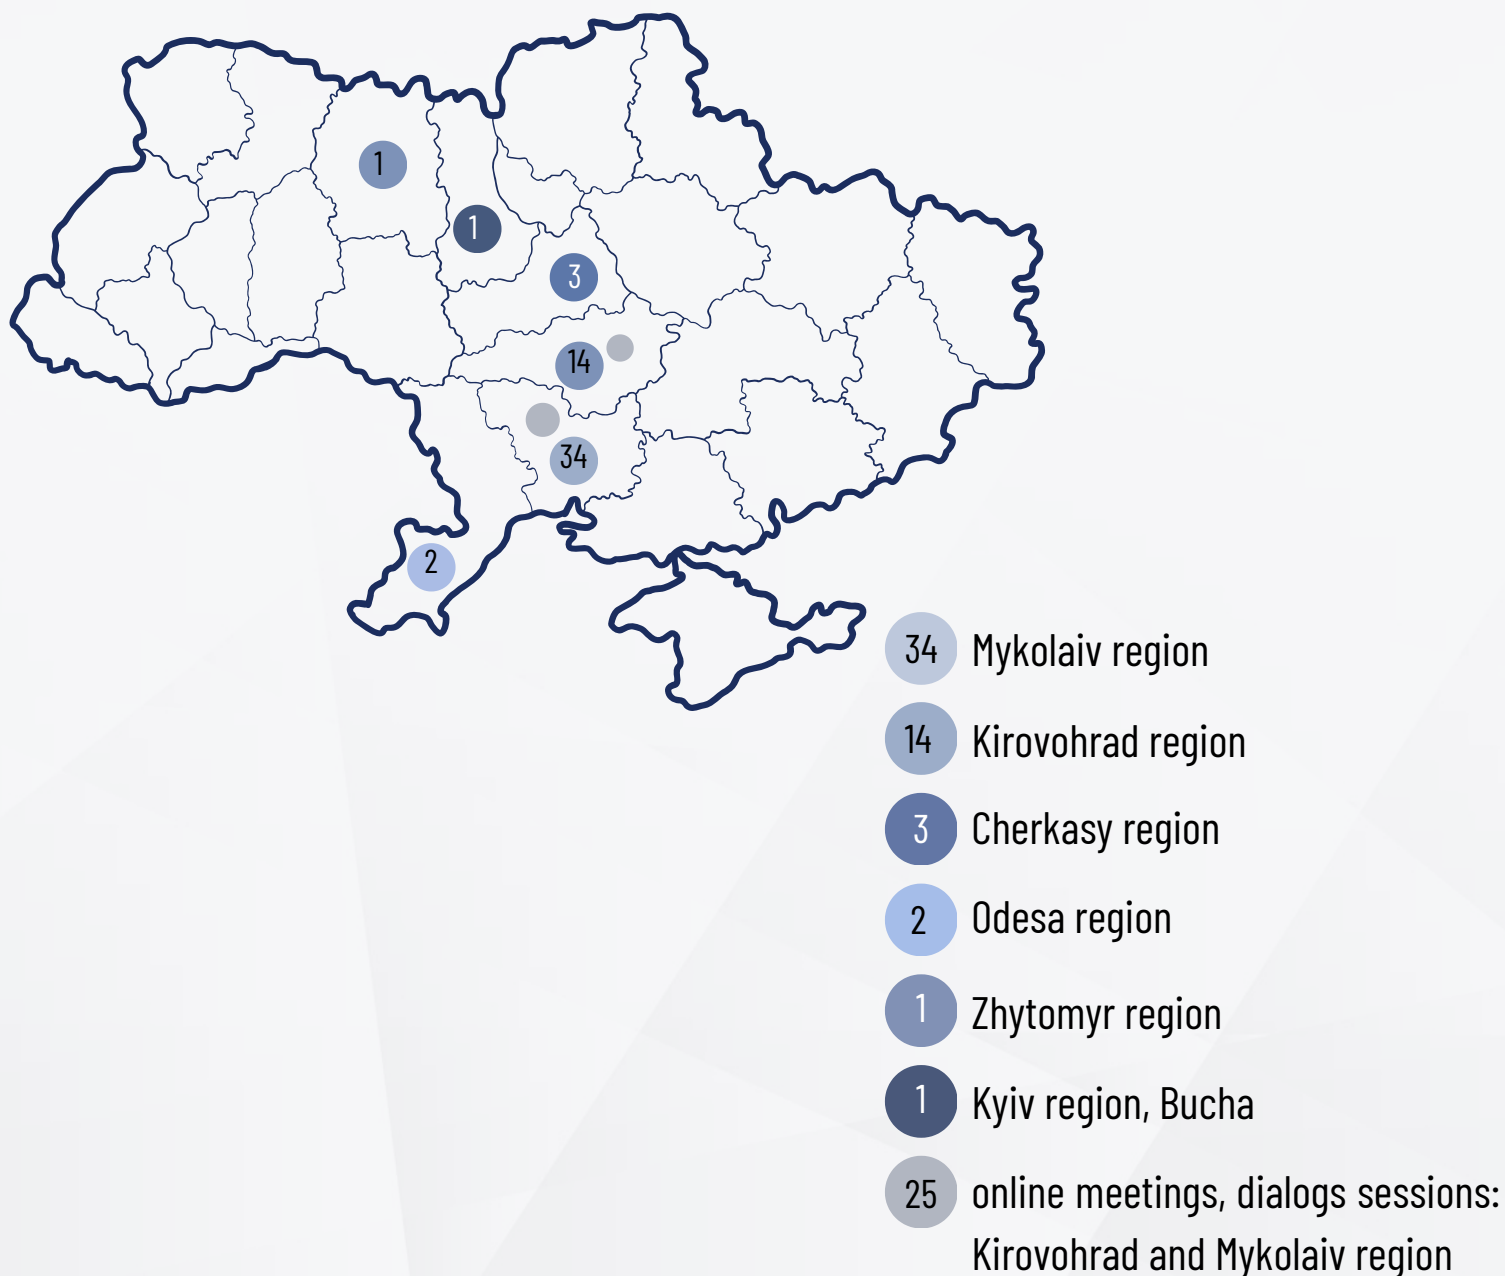 1
1
3
14
34
2
34 Mykolaiv region
14 Kirovohrad region
3 Cherkasy region
2 Odesa region
1 Zhytomyr region
1 Kyiv region, Bucha
25 online meetings, dialogs sessions:
Kirovohrad and Mykolaiv region